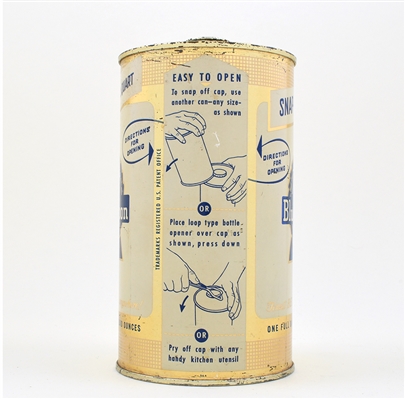 EASY TO OPEN
To snap off cap, use
another can—any size—
as shown
OR
Place loop type bottle
opener over cap as
shown, press down
OR
Pry off cap with any
handy kitchen utensil
TRADEMARKS REGISTERED U.S. PATENT OFFICE
DIRECTIONS
FOR
OPENING
OUNCES
SNAP
DIRECTIONS
FOR
OPENING
ONE FULL